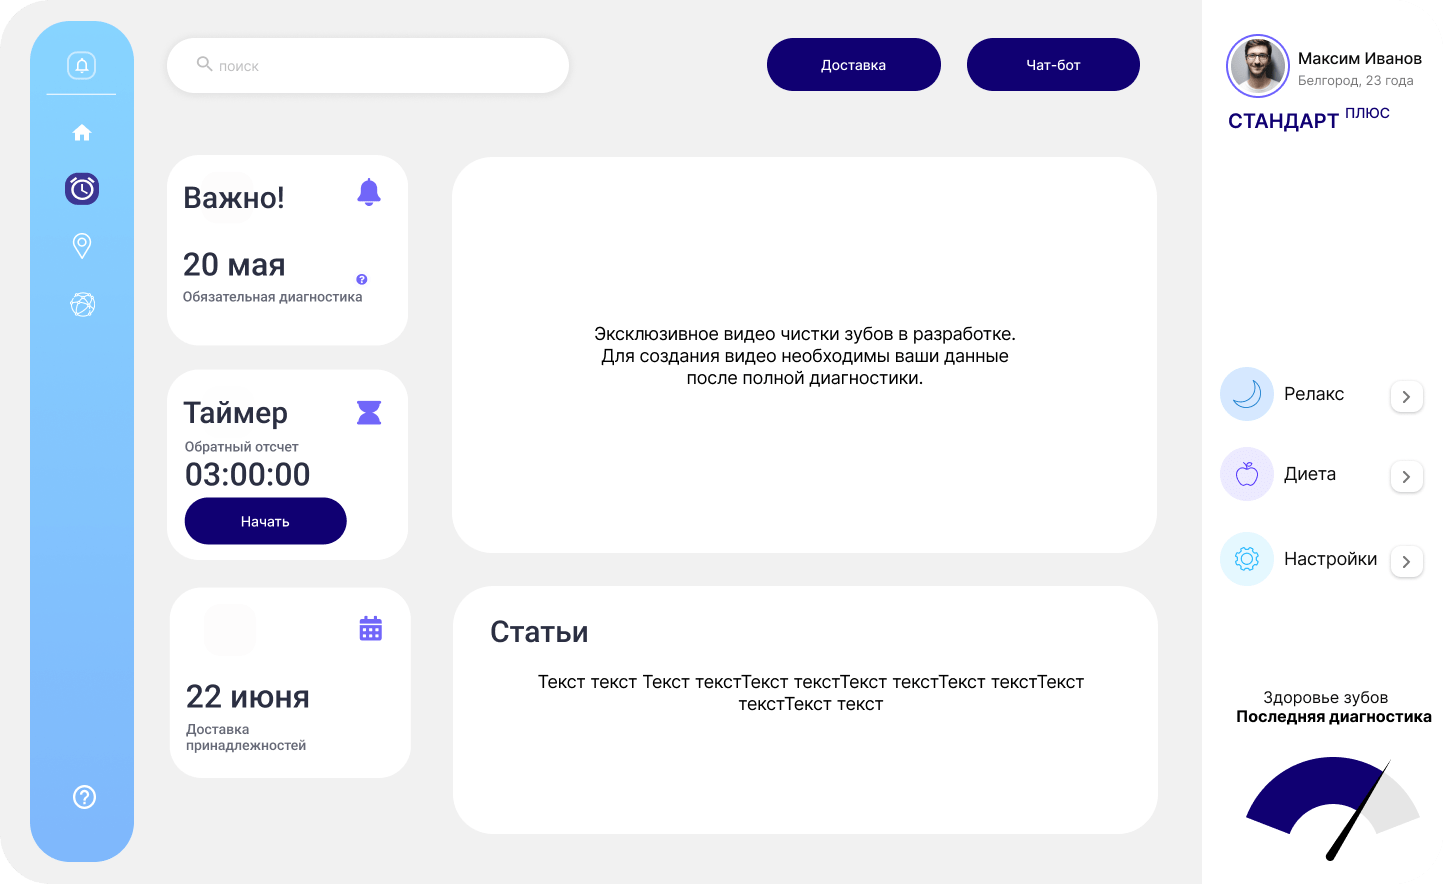 поиск
Доставка
Чат-бот
Максим Иванов
Белгород, 23 года
СТАНДАРТ ПЛЮС
Важно!
20 мая
?
Обязательная диагностика
Таймер
Обратный отсчет
03:00:00
Начать
22 июня
Доставка
принадлежностей
Эксклюзивное видео чистки зубов в разработке.
Для создания видео необходимы ваши данные
после полной диагностики.
Статьи
Текст текст Текст текстТекст текстТекст текстТекст текстТекст
текстТекст текст
Релакс
Диета
Настройки
Здоровье зубов
Последняя диагностика
?